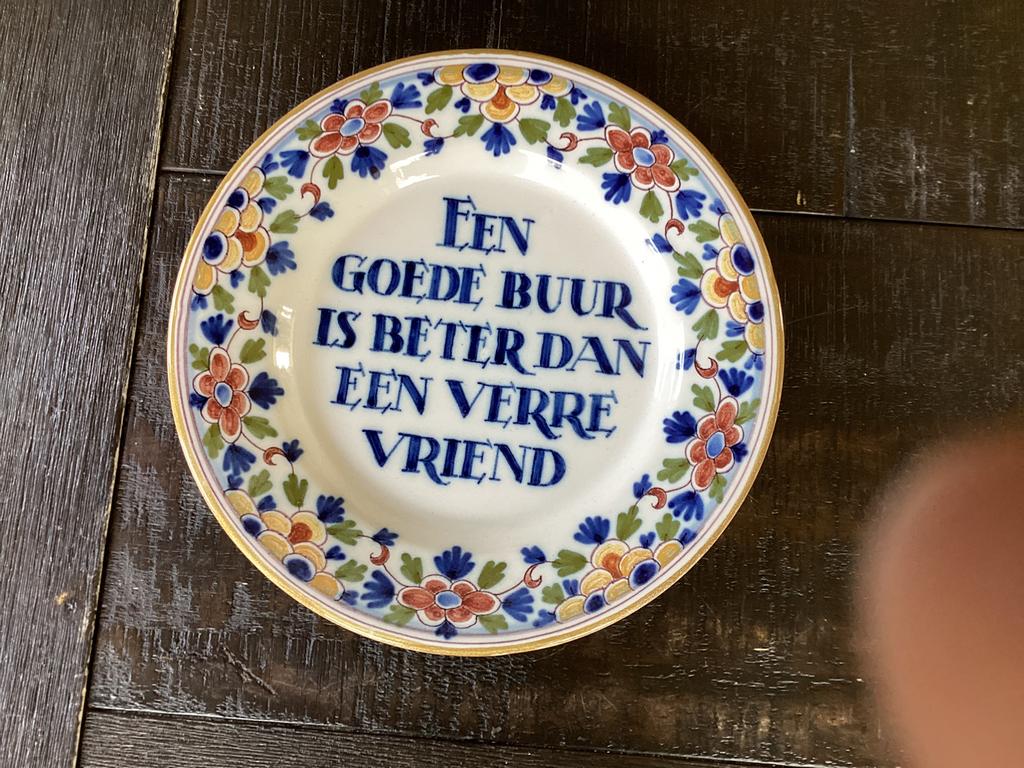 EEN
GOEDE BUUR
IS BETER DAN
EEN VERRE
VRIEND